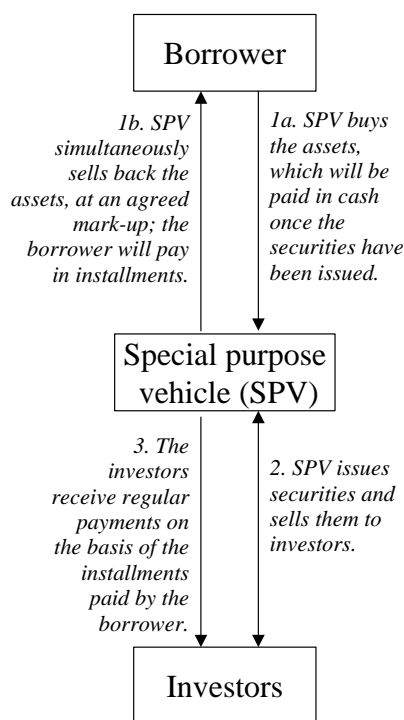 Borrower
1b. SPV
simultaneously
sells back the
assets, at an agreed
mark-up; the
borrower will pay
in installments.
1a. SPV buys
the assets,
which will be
paid in cash
once the
securities have
been issued.
Special purpose
vehicle (SPV)
3. The
investors
receive regular
payments on
the basis of the
installments
paid by the
borrower.
2. SPV issues
securities and
sells them to
investors.
Investors